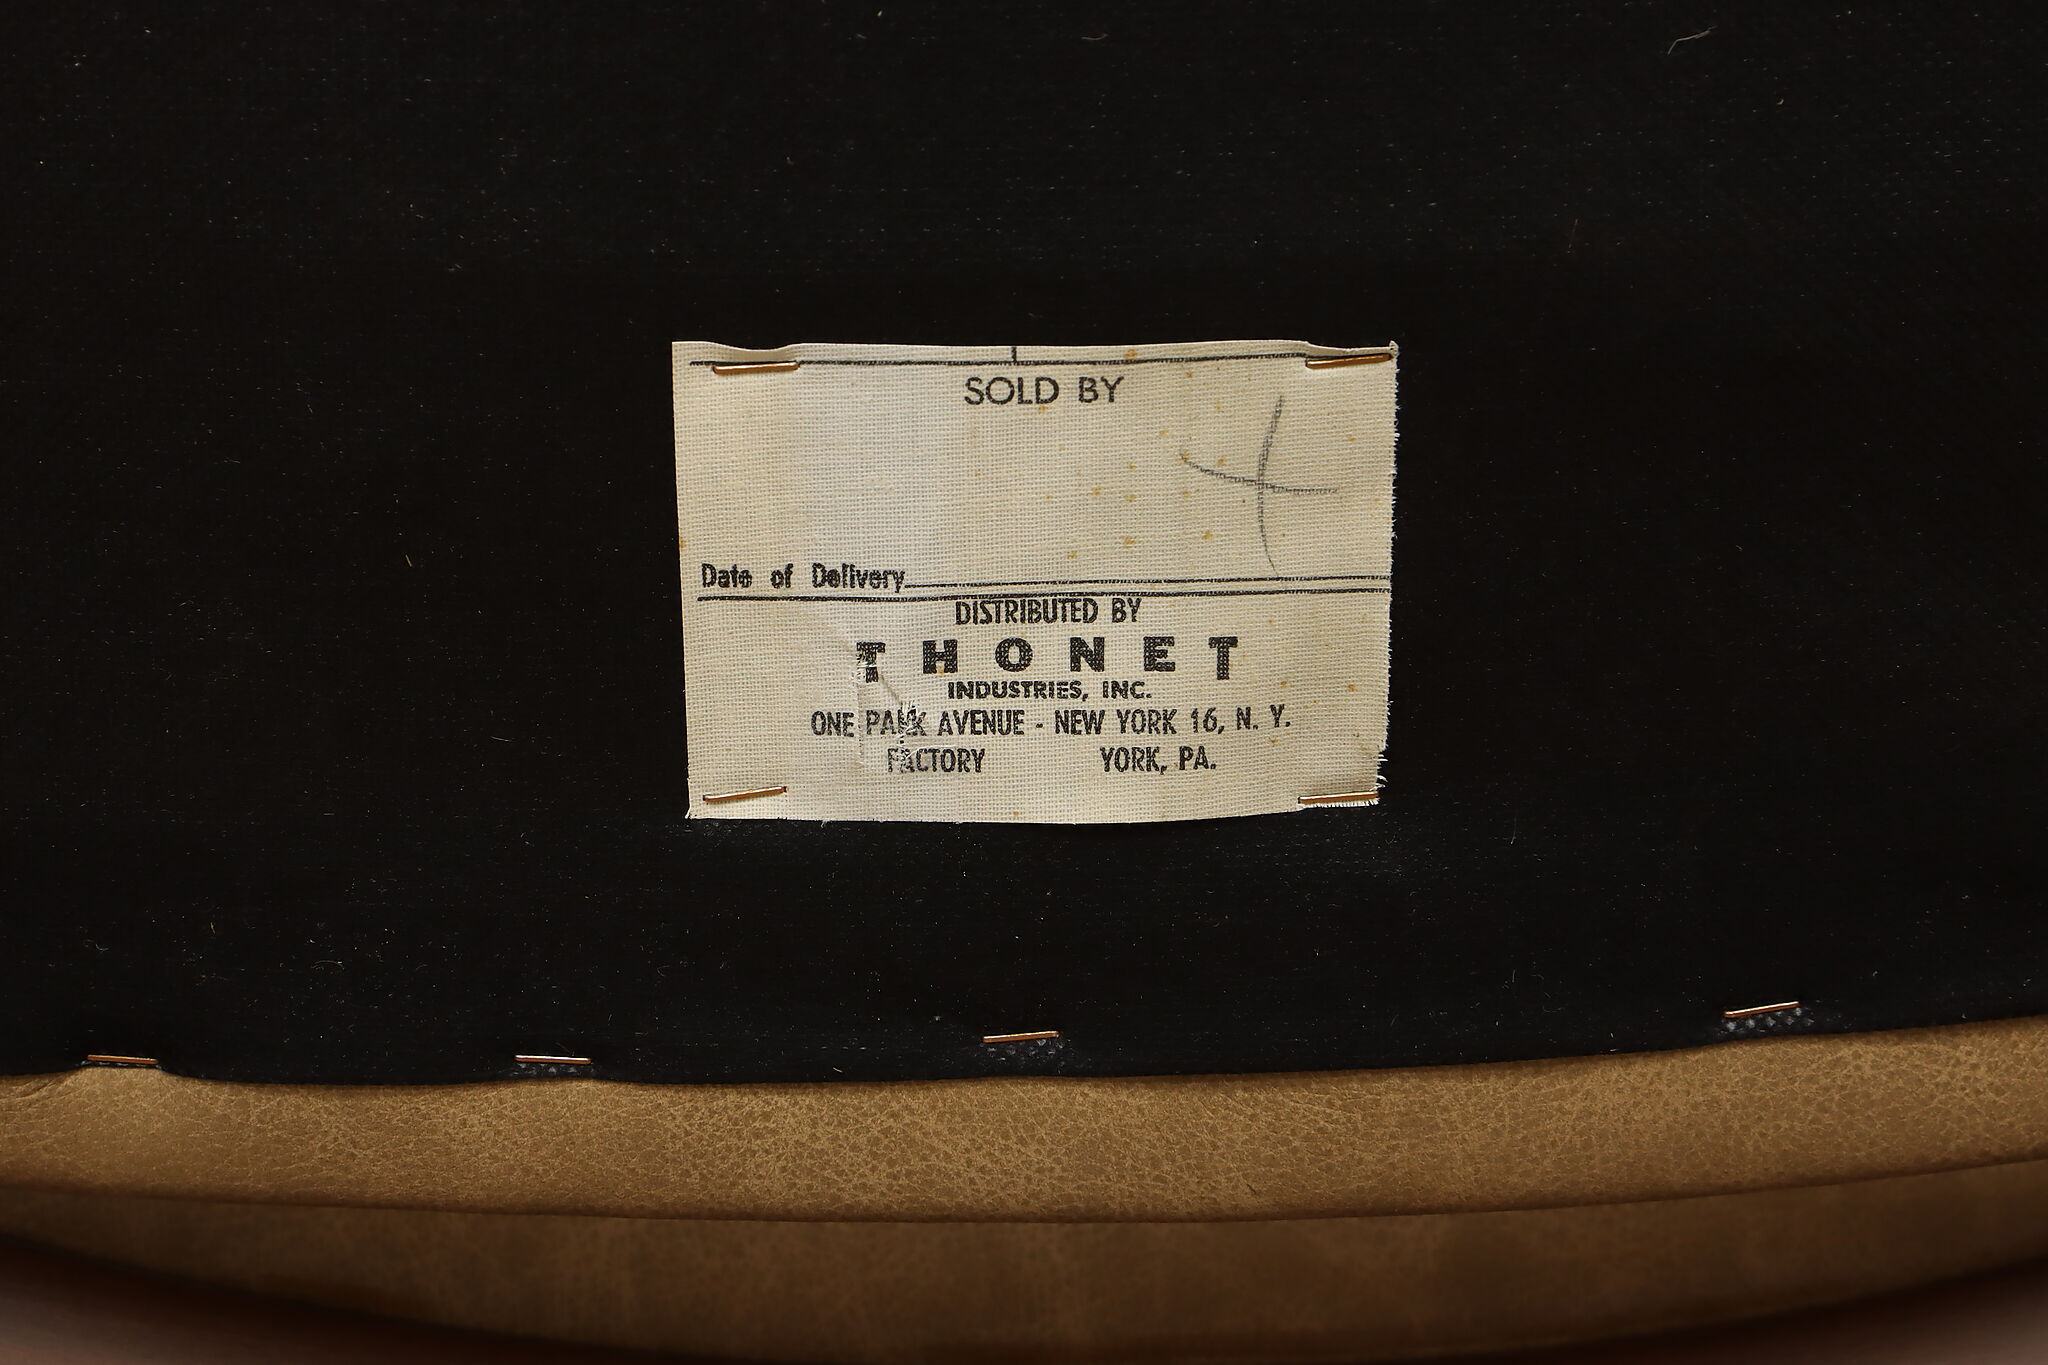 SOLD BY
Date of Delivery
DISTRIBUTED BY
THONET
INDUSTRIES, INC.
ONE PARK AVENUE - NEW YORK 16, N. Y.
FACTORY YORK, PA.